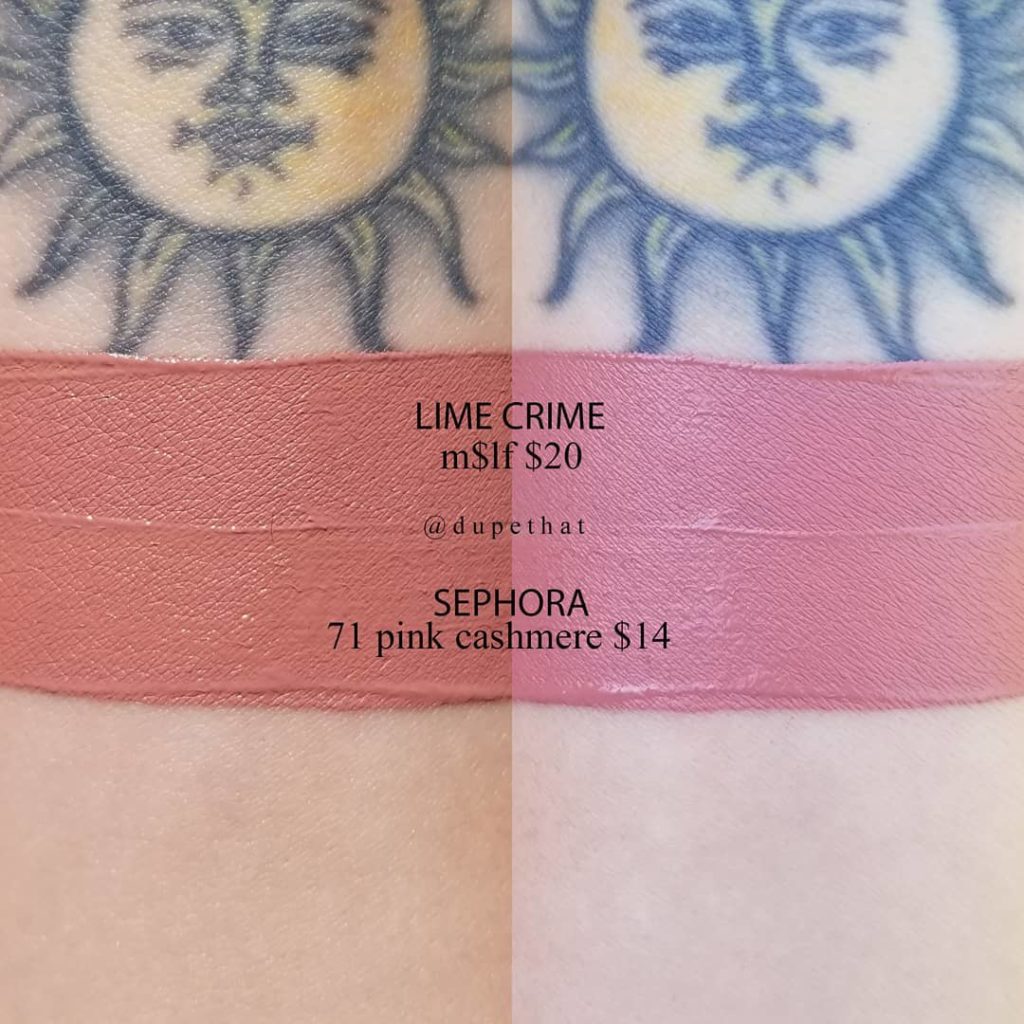 LIME CRIME
m$lf $20
@dupethat
SEPHORA
71 pink cashmere $14